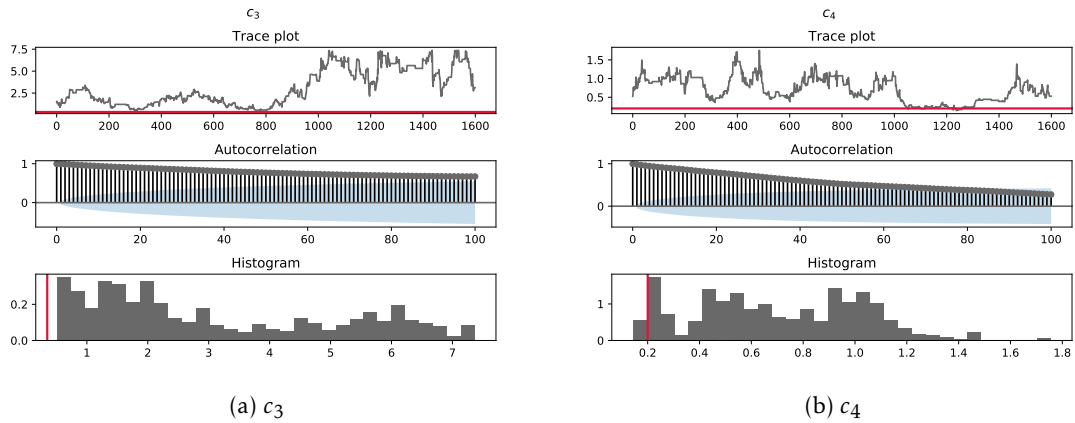 c3
Trace plot
7.5
5.0
2.5
0 200 400 600 800 1000 1200 1400 1600
Autocorrelation
1
0
0 20 40 60 80 100
Histogram
0.2
0.0
1 2 3 4 5 6 7
(a) c3
c4
Trace plot
1.5
1.0
0.5
0 200 400 600 800 1000 1200 1400 1600
Autocorrelation
1
0
0 20 40 60 80 100
Histogram
1
0
0.2 0.4 0.6 0.8 1.0 1.2 1.4 1.6 1.8
(b) c4